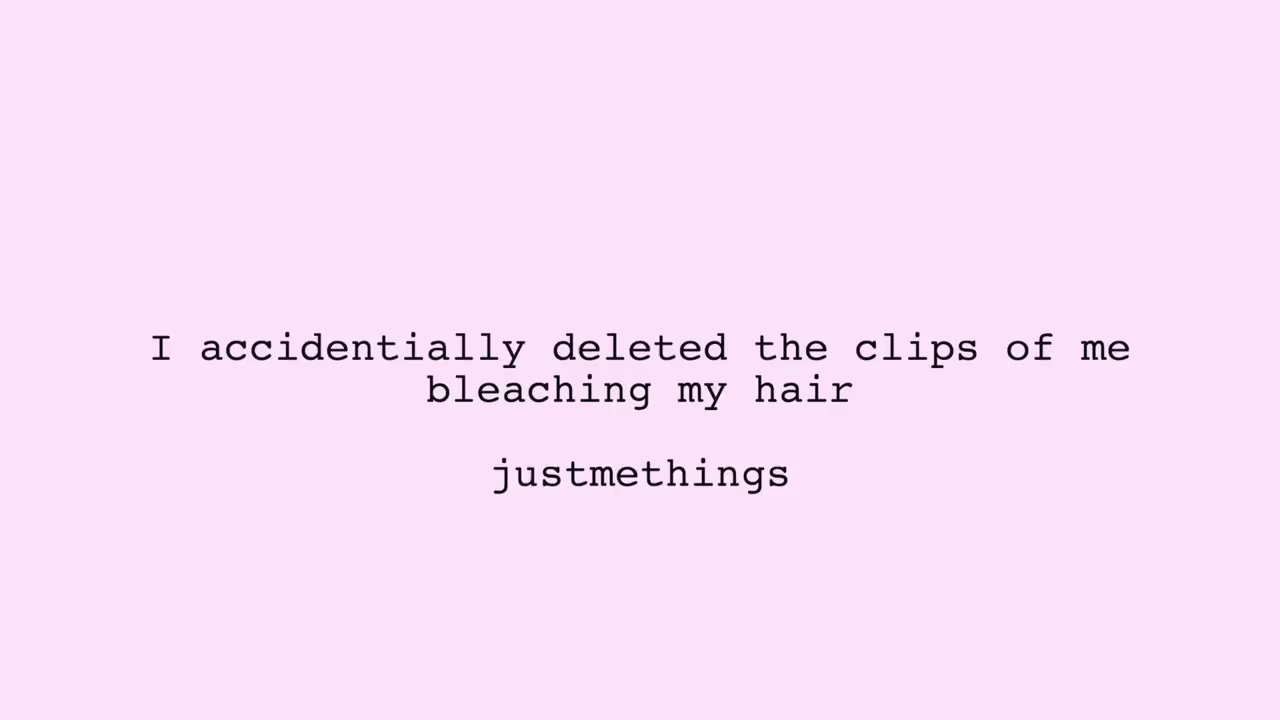 I accidentially deleted the clips of me
bleaching my hair
justmethings